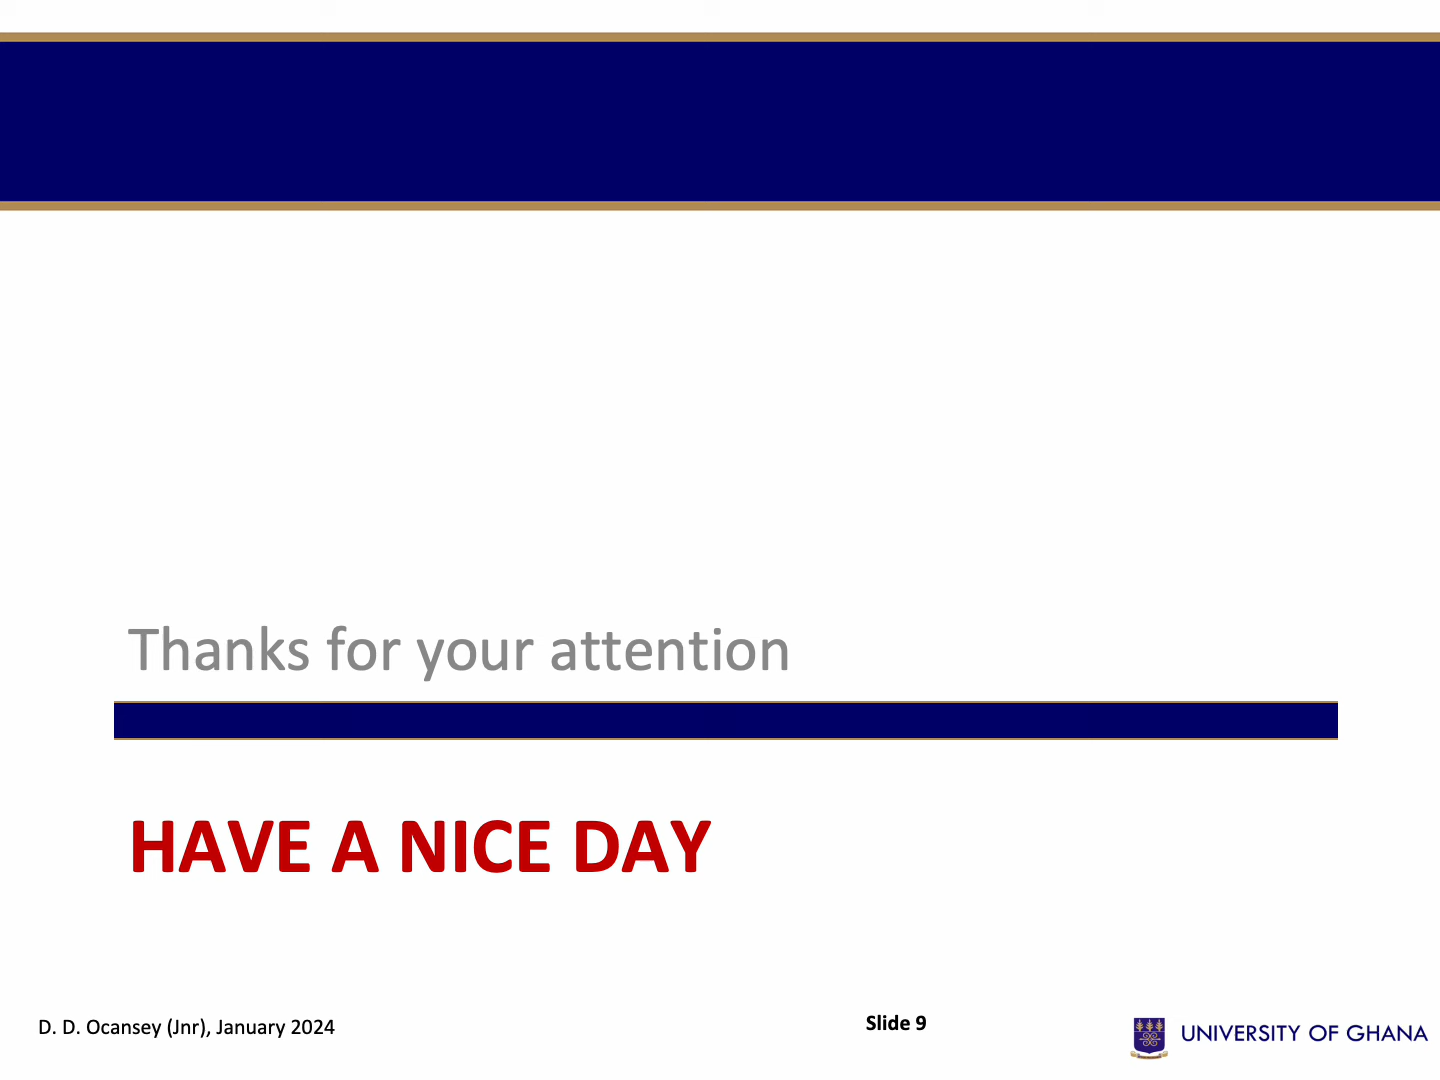 Thanks for your attention
HAVE A NICE DAY
D. D. Ocansey (Jnr), January 2024
Slide 9
UNIVERSITY OF GHANA